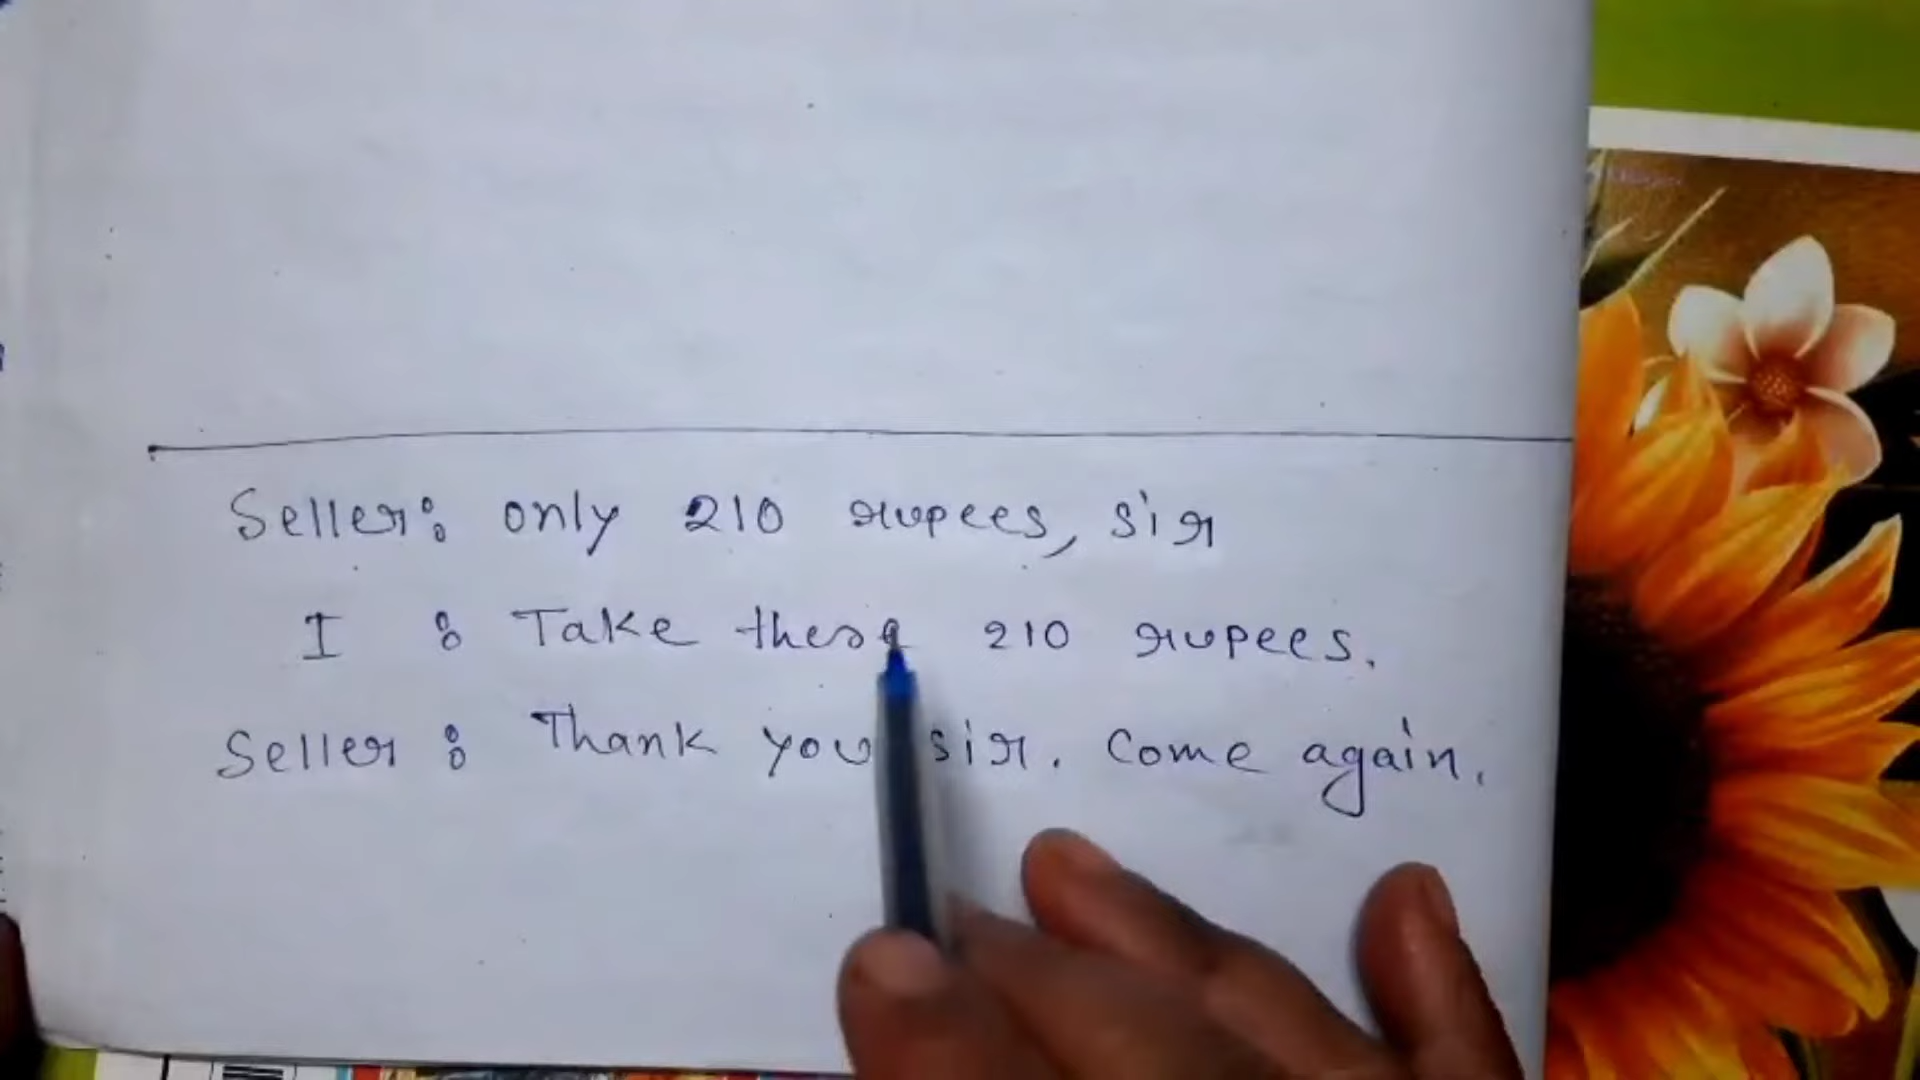 Seller: only 210 rupees, sir
I : Take these 210 rupees.
Seller : Thank you sir. Come again.